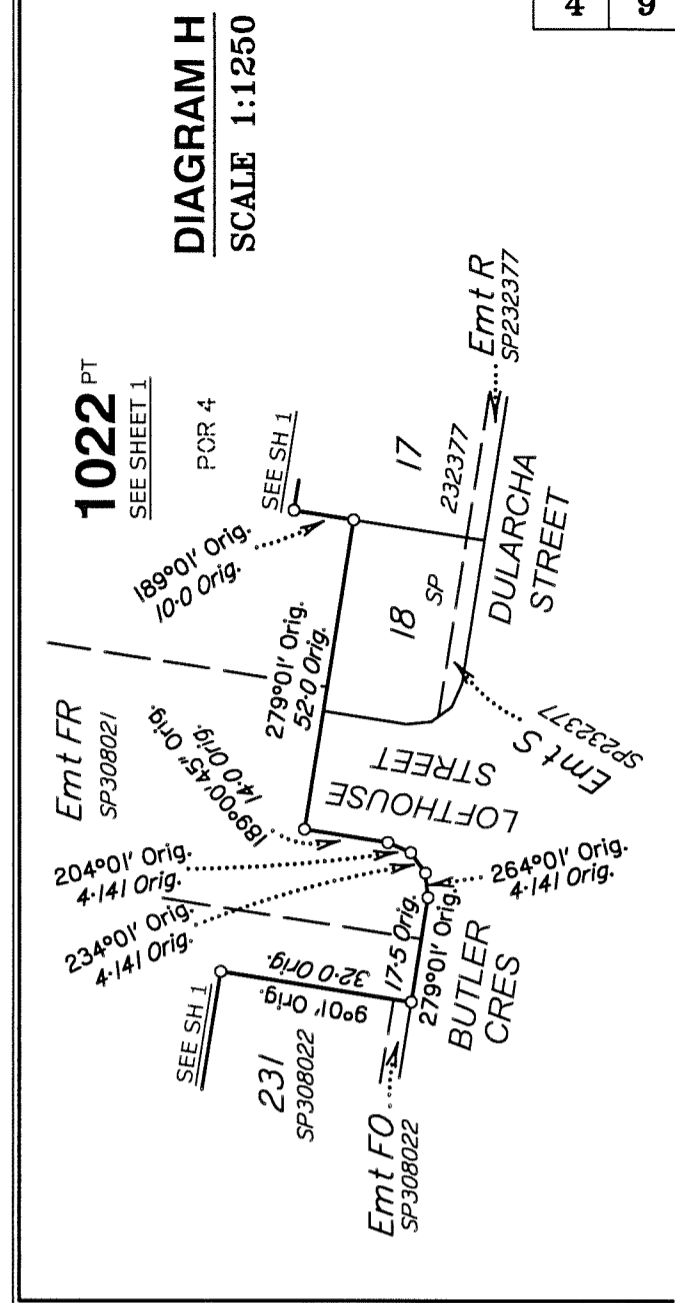 DIAGRAM H
SCALE 1:1250
4 9
1022 PT
SEE SHEET 1
POR 4
SEE SH 1
189°01' Orig.
10·0 Orig.
17
232377
Emt R
SP232377
DULARCHA
STREET
18
SP
279°01' Orig.
52·0 Orig.
Emt FR
SP308021
189°00'45" Orig.
14·0 Orig.
LOFTHOUSE
STREET
Emt S
SP232377
204°01' Orig.
4·141 Orig.
234°01' Orig.
4·141 Orig.
264°01' Orig.
4·141 Orig.
SEE SH 1
9°01' Orig.
32·0 Orig.
17·5 Orig.
279°01' Orig.
BUTLER
CRES
231
SP308022
Emt FO
SP308022